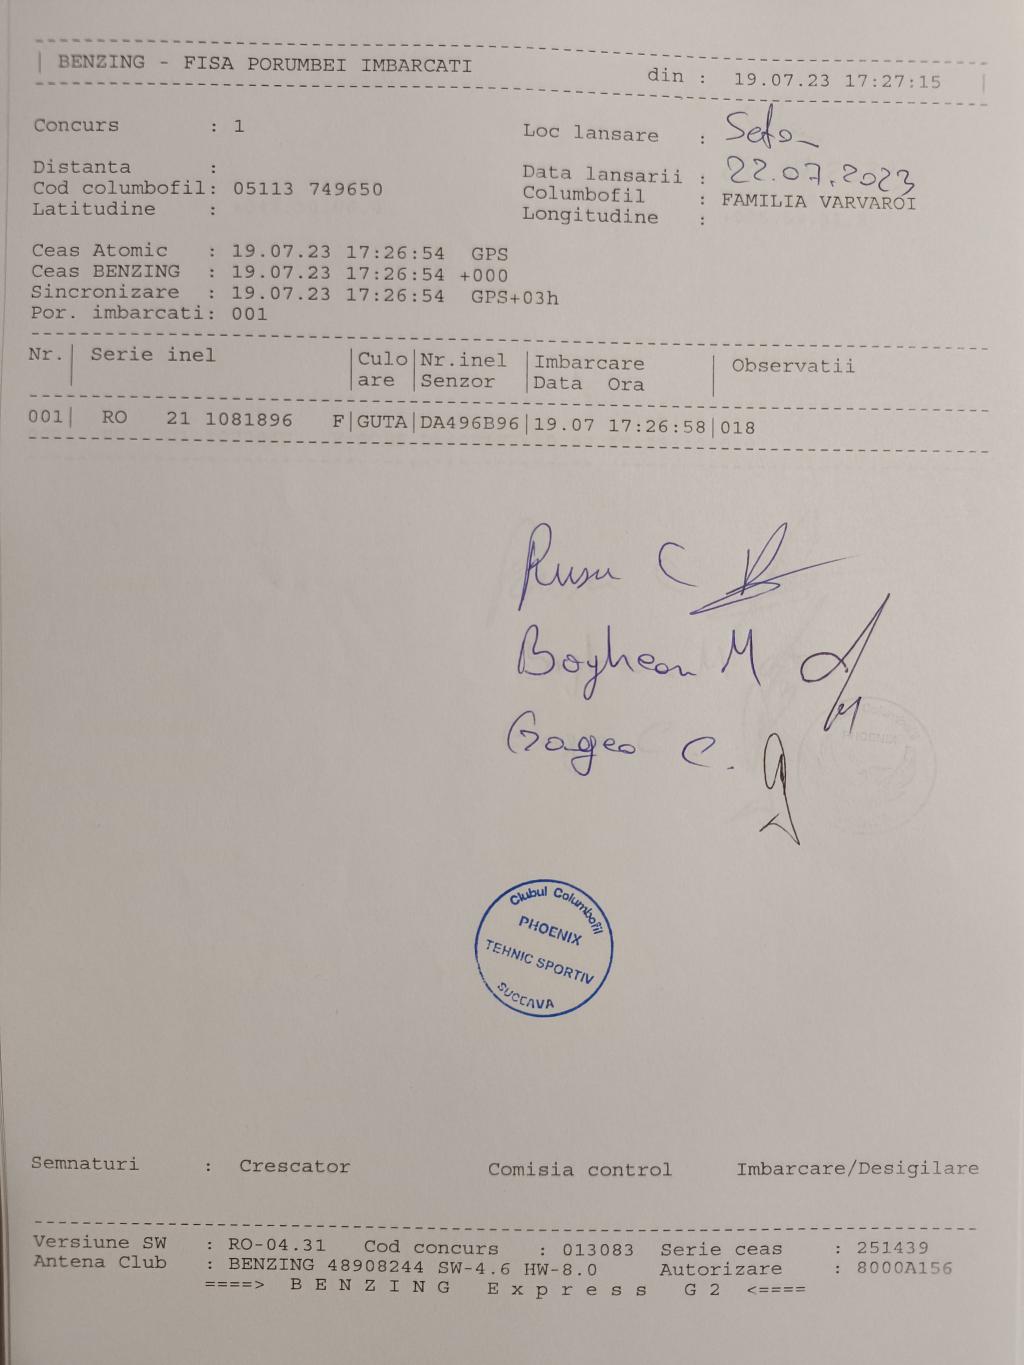 BENZING - FISA PORUMBEI IMBARCATI din : 19.07.23 17:27:15
Concurs : 1 Loc lansare :
Distanta : Data lansarii : 22.07.2023
Cod columbofil: 05113 749650 Columbofil : FAMILIA VARVAROI
Latitudine : Longitudine :
Ceas Atomic : 19.07.23 17:26:54 GPS
Ceas BENZING : 19.07.23 17:26:54 +000
Sincronizare : 19.07.23 17:26:54 GPS+03h
Por. imbarcati: 001
Nr.| Serie inel |Culo|Nr.inel |Imbarcare | Observatii
|are |Senzor |Data Ora |
001| RO 21 1081896 F|GUTA|DA496B96|19.07 17:26:58|018
Rusu C
M
C.
Clubul Columbofil
PHOENIX
TEHNIC SPORTIV
SUCEAVA
PHOENIX
Semnaturi : Crescator Comisia control Imbarcare/Desigilare
Versiune SW : RO-04.31 Cod concurs : 013083 Serie ceas : 251439
Antena Club : BENZING 48908244 SW-4.6 HW-8.0 Autorizare : 8000A156
====> B E N Z I N G E x p r e s s G 2 <====